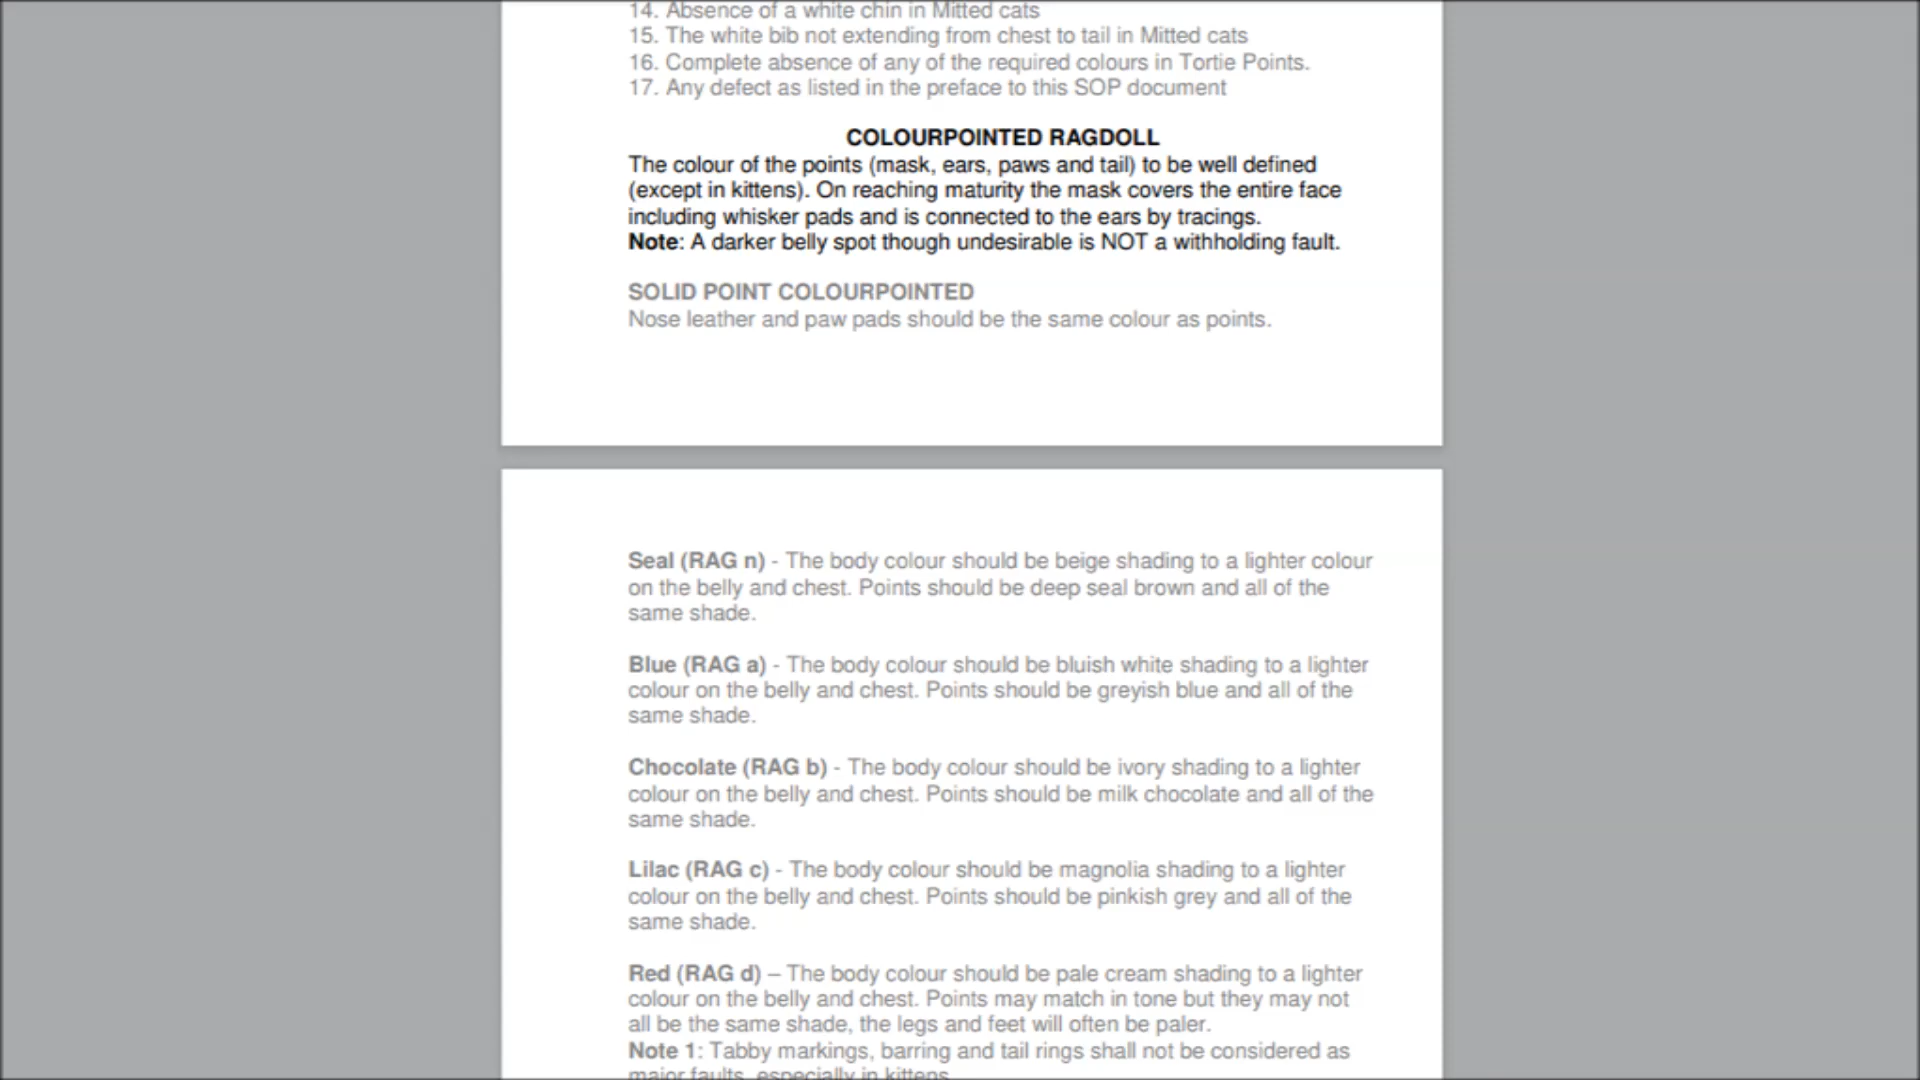 14. Absence of a white chin in Mitted cats
15. The white bib not extending from chest to tail in Mitted cats
16. Complete absence of any of the required colours in Tortie Points.
17. Any defect as listed in the preface to this SOP document
COLOURPOINTED RAGDOLL
The colour of the points (mask, ears, paws and tail) to be well defined
(except in kittens). On reaching maturity the mask covers the entire face
including whisker pads and is connected to the ears by tracings.
Note: A darker belly spot though undesirable is NOT a withholding fault.
SOLID POINT COLOURPOINTED
Nose leather and paw pads should be the same colour as points.
Seal (RAG n) - The body colour should be beige shading to a lighter colour
on the belly and chest. Points should be deep seal brown and all of the
same shade.
Blue (RAG a) - The body colour should be bluish white shading to a lighter
colour on the belly and chest. Points should be greyish blue and all of the
same shade.
Chocolate (RAG b) - The body colour should be ivory shading to a lighter
colour on the belly and chest. Points should be milk chocolate and all of the
same shade.
Lilac (RAG c) - The body colour should be magnolia shading to a lighter
colour on the belly and chest. Points should be pinkish grey and all of the
same shade.
Red (RAG d) – The body colour should be pale cream shading to a lighter
colour on the belly and chest. Points may match in tone but they may not
all be the same shade, the legs and feet will often be paler.
Note 1: Tabby markings, barring and tail rings shall not be considered as
major faults, especially in kittens